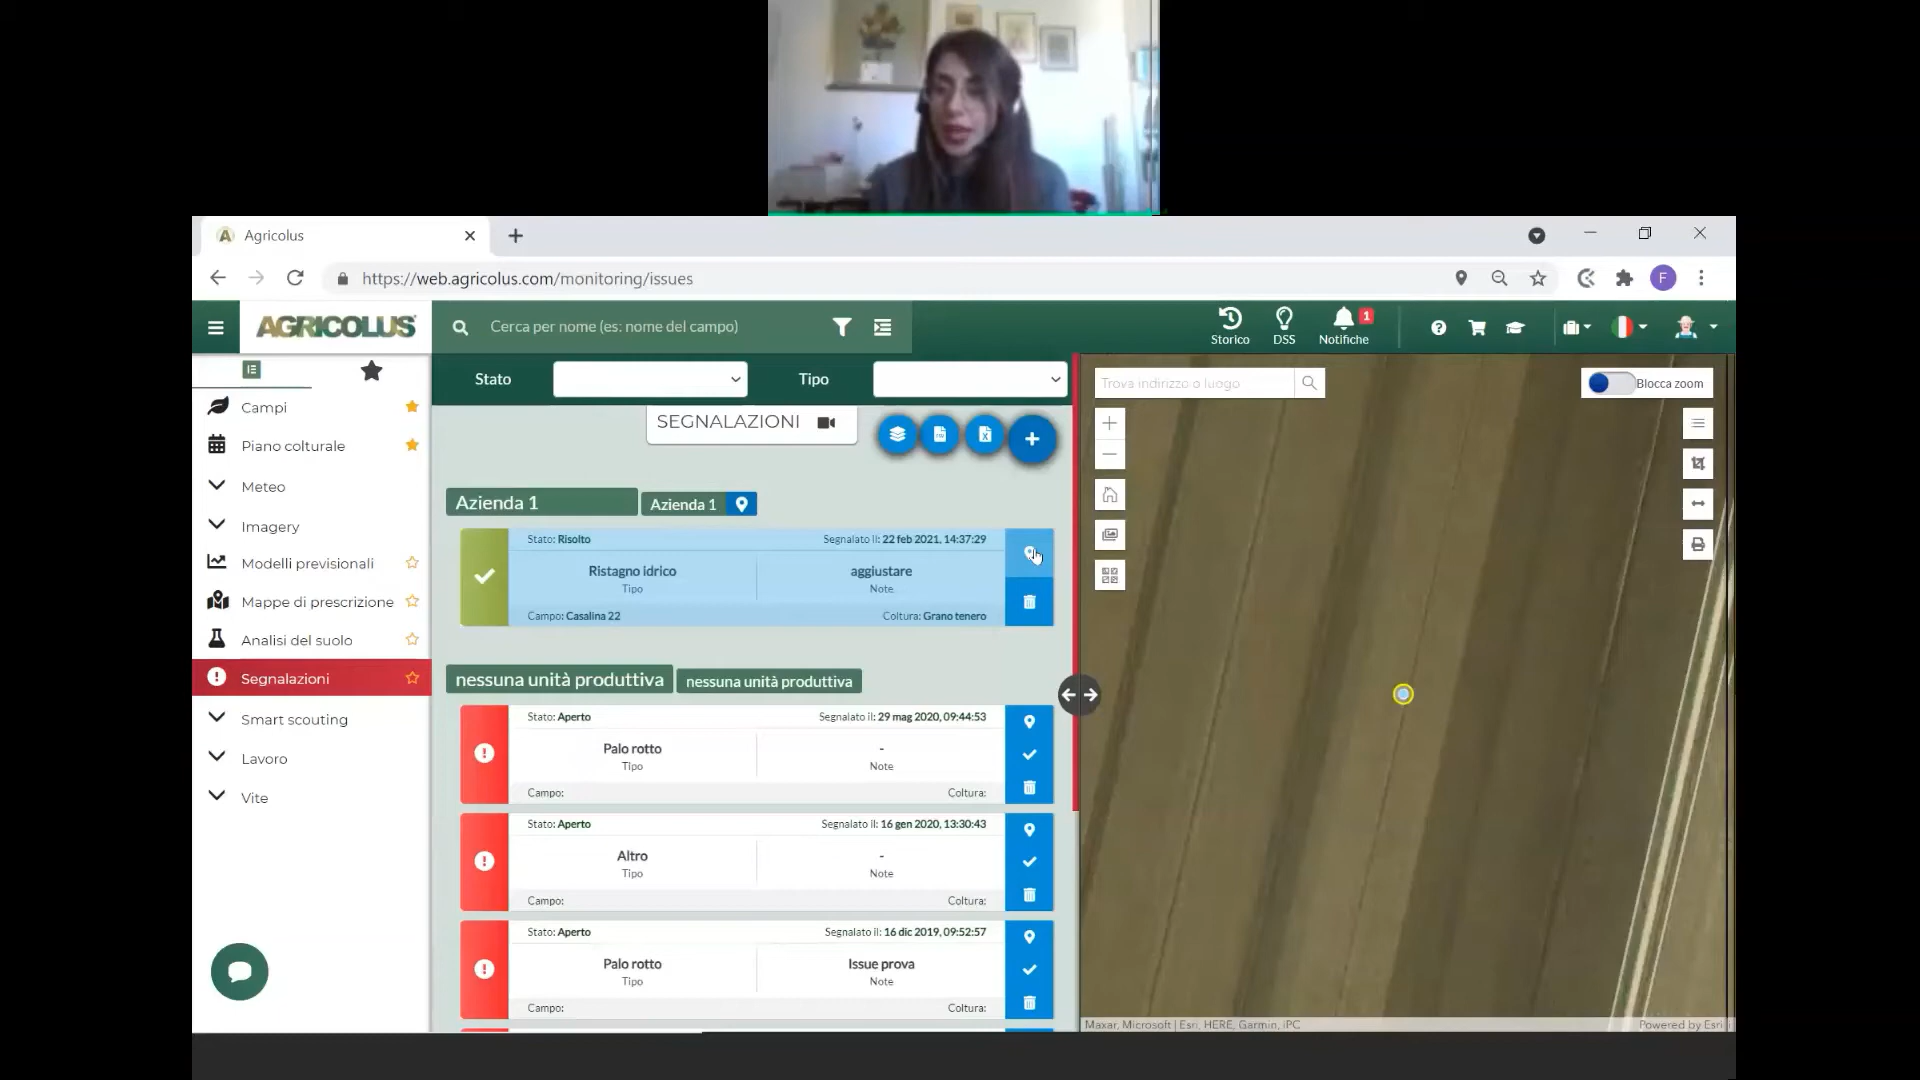 Agricolus
https://web.agricolus.com/monitoring/issues
F
AGRICOLUS
Cerca per nome (es: nome del campo)
Storico
DSS
1
Notifiche
Campi
Piano colturale
Meteo
Imagery
Modelli previsionali
Mappe di prescrizione
Analisi del suolo
Segnalazioni
Smart scouting
Lavoro
Vite
Stato
Tipo
SEGNALAZIONI
Azienda 1
Azienda 1
Stato: Risolto
Segnalato il: 22 feb 2021, 14:37:29
Ristagno idrico
Tipo
aggiustare
Note
Campo: Casalina 22
Coltura: Grano tenero
nessuna unità produttiva
nessuna unità produttiva
Stato: Aperto
Segnalato il: 29 mag 2020, 09:44:53
Palo rotto
Tipo
-
Note
Campo:
Coltura:
Stato: Aperto
Segnalato il: 16 gen 2020, 13:30:43
Altro
Tipo
-
Note
Campo:
Coltura:
Stato: Aperto
Segnalato il: 16 dic 2019, 09:52:57
Palo rotto
Tipo
Issue prova
Note
Campo:
Coltura:
Trova indirizzo o luogo
Blocca zoom
Maxar, Microsoft | Esri, HERE, Garmin, iPC
Powered by Esri